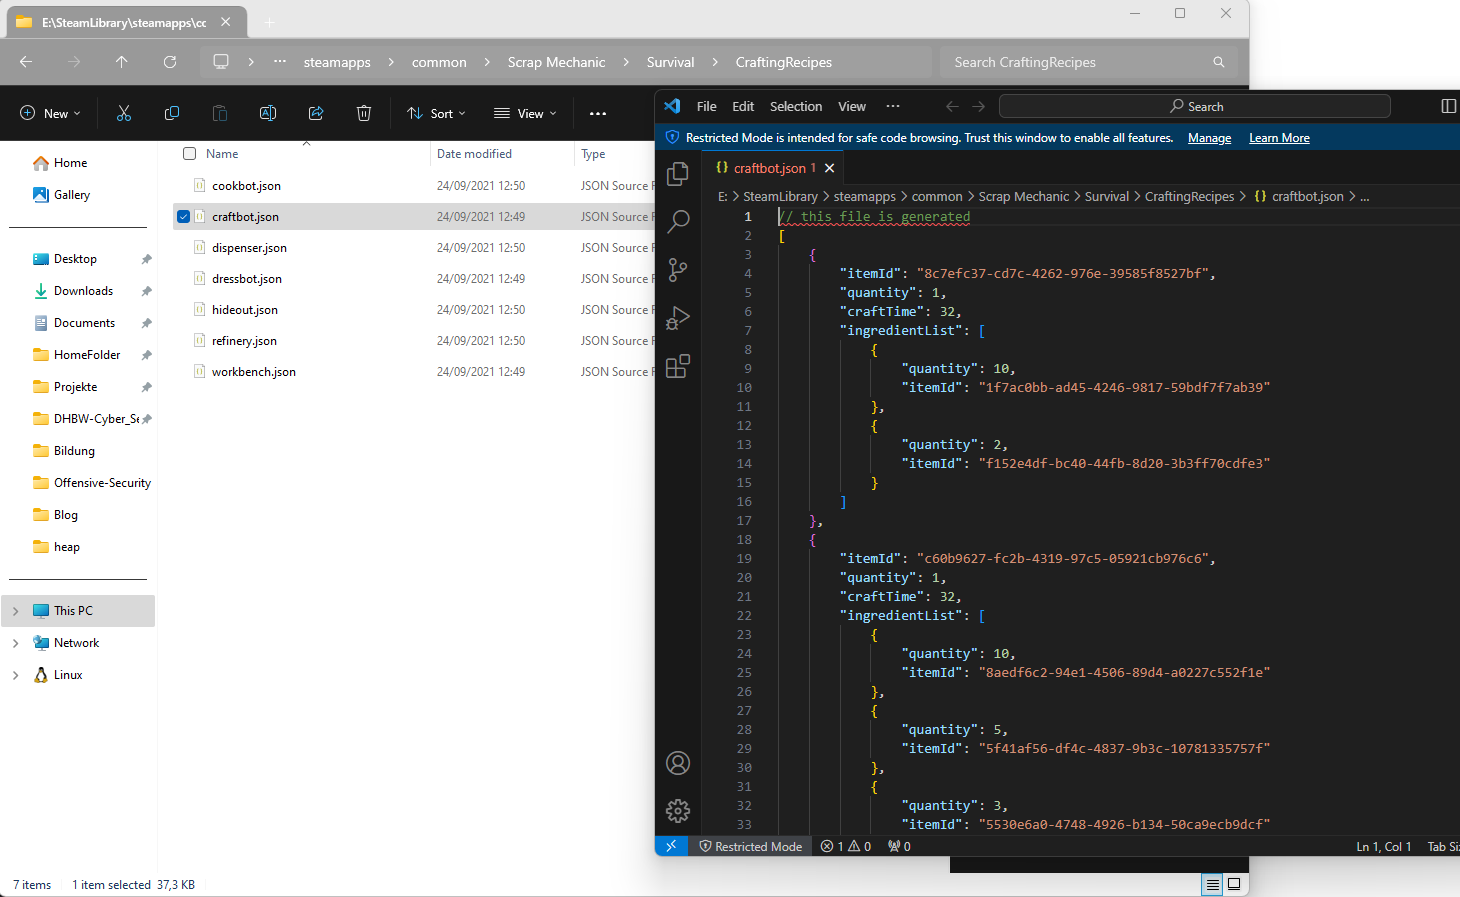 E:\SteamLibrary\steamapps\cc
steamapps > common > Scrap Mechanic > Survival > CraftingRecipes
Search CraftingRecipes
New
Sort
View
Home
Gallery
Desktop
Downloads
Documents
HomeFolder
Projekte
DHBW-Cyber_Se
Bildung
Offensive-Security
Blog
heap
This PC
Network
Linux
Name Date modified Type
cookbot.json 24/09/2021 12:50 JSON Source F
craftbot.json 24/09/2021 12:49 JSON Source F
dispenser.json 24/09/2021 12:50 JSON Source F
dressbot.json 24/09/2021 12:50 JSON Source F
hideout.json 24/09/2021 12:50 JSON Source F
refinery.json 24/09/2021 12:50 JSON Source F
workbench.json 24/09/2021 12:49 JSON Source F
7 items 1 item selected 37,3 KB
File Edit Selection View ... Search
Restricted Mode is intended for safe code browsing. Trust this window to enable all features. Manage Learn More
{} craftbot.json 1
E: > SteamLibrary > steamapps > common > Scrap Mechanic > Survival > CraftingRecipes > {} craftbot.json > ...
1 // this file is generated
2 [
3 {
4 "itemId": "8c7efc37-cd7c-4262-976e-39585f8527bf",
5 "quantity": 1,
6 "craftTime": 32,
7 "ingredientList": [
8 {
9 "quantity": 10,
10 "itemId": "1f7ac0bb-ad45-4246-9817-59bdf7f7ab39"
11 },
12 {
13 "quantity": 2,
14 "itemId": "f152e4df-bc40-44fb-8d20-3b3ff70cdfe3"
15 }
16 ]
17 },
18 {
19 "itemId": "c60b9627-fc2b-4319-97c5-05921cb976c6",
20 "quantity": 1,
21 "craftTime": 32,
22 "ingredientList": [
23 {
24 "quantity": 10,
25 "itemId": "8aedf6c2-94e1-4506-89d4-a0227c552f1e"
26 },
27 {
28 "quantity": 5,
29 "itemId": "5f41af56-df4c-4837-9b3c-10781335757f"
30 },
31 {
32 "quantity": 3,
33 "itemId": "5530e6a0-4748-4926-b134-50ca9ecb9dcf"
Restricted Mode 1 0 0 Ln 1, Col 1 Tab Siz